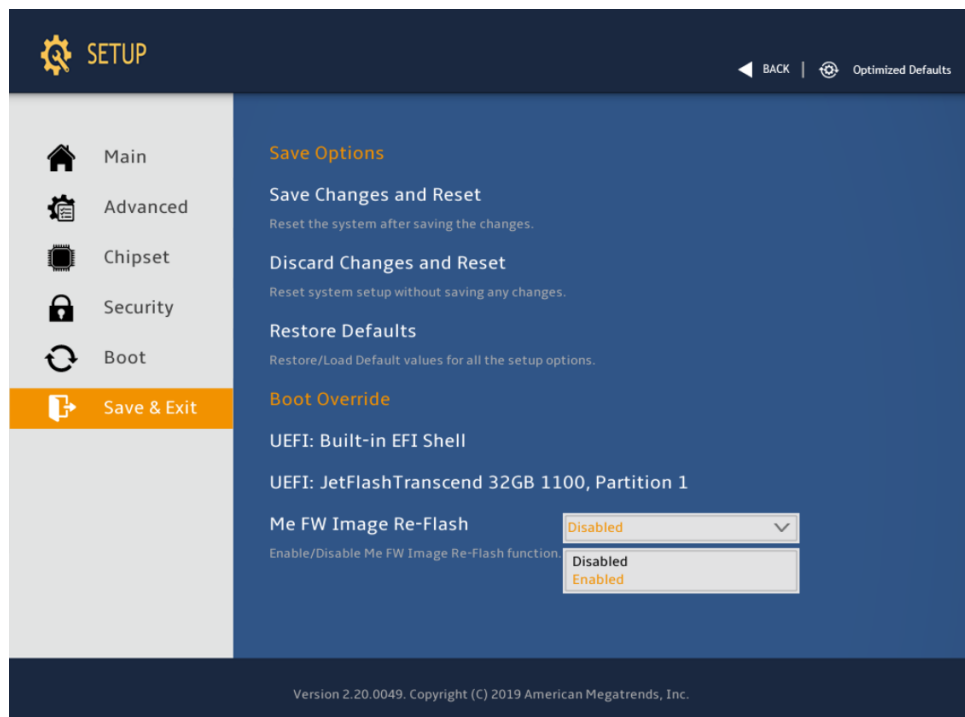 SETUP
BACK | Optimized Defaults
Main
Advanced
Chipset
Security
Boot
Save & Exit
Save Options
Save Changes and Reset
Reset the system after saving the changes.
Discard Changes and Reset
Reset system setup without saving any changes.
Restore Defaults
Restore/Load Default values for all the setup options.
Boot Override
UEFI: Built-in EFI Shell
UEFI: JetFlashTranscend 32GB 1100, Partition 1
Me FW Image Re-Flash
Disabled
Enable/Disable Me FW Image Re-Flash function.
Disabled
Enabled
Version 2.20.0049. Copyright (C) 2019 American Megatrends, Inc.